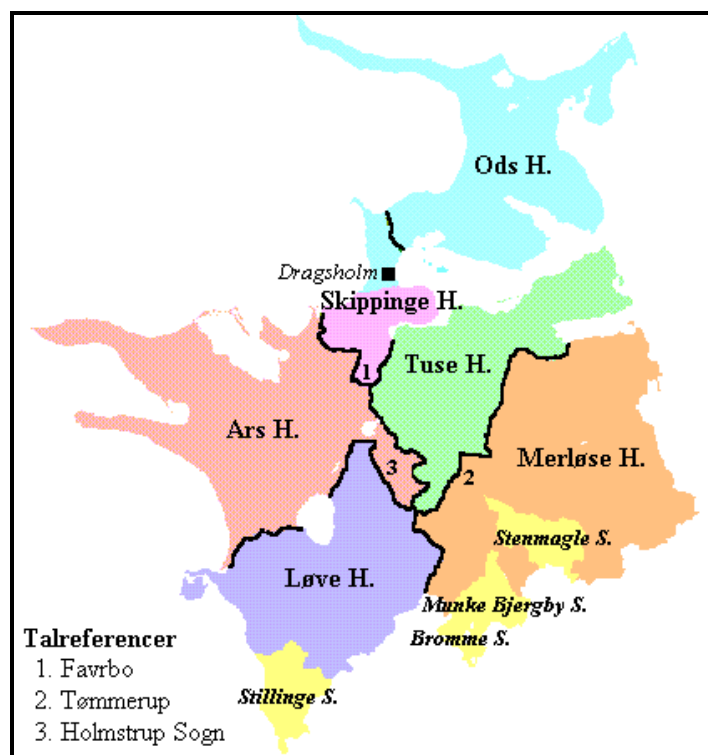 Ods H.
Dragsholm
Skippinge H.
1
Tuse H.
Ars H.
3
2
Merløse H.
Stenmagle S.
Løve H.
Munke Bjergby S.
Bromme S.
Stillinge S.
Talreferencer
1. Favrbo
2. Tømmerup
3. Holmstrup Sogn